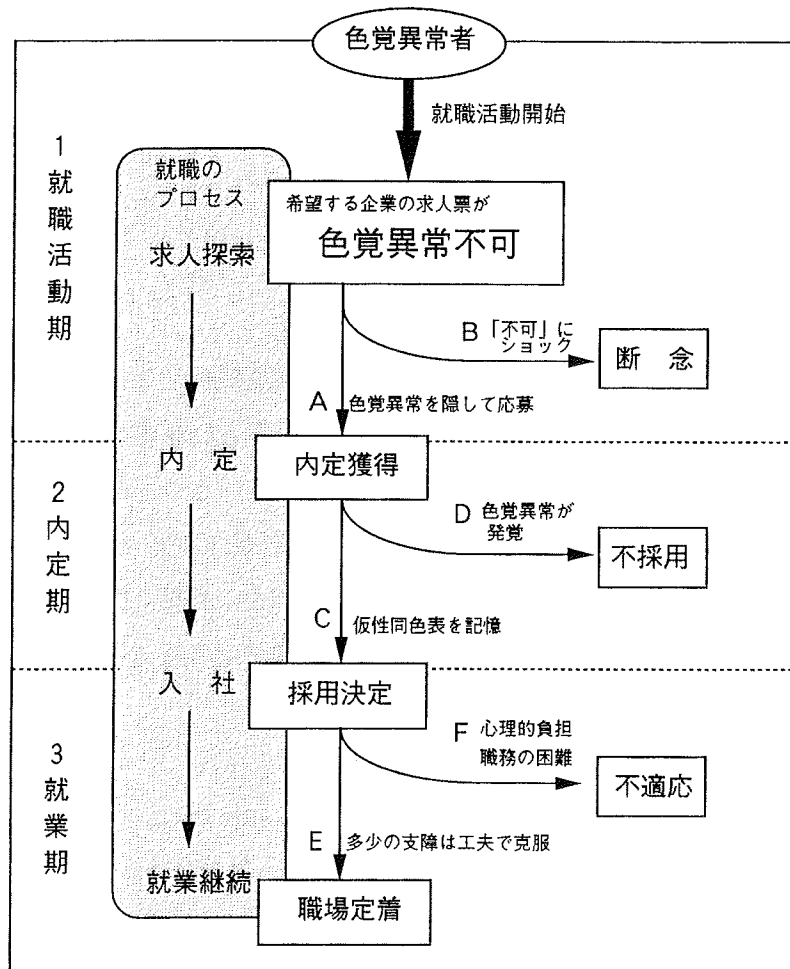 色覚異常者
就職活動開始
1就職活動期
就職の
プロセス
求人探索
希望する企業の求人票が
色覚異常不可
B 「不可」に
ショック
断 念
A 色覚異常を隠して応募
2内定期
内 定
内定獲得
D 色覚異常が
発覚
不採用
C 仮性同色表を記憶
3就業期
入 社
採用決定
F 心理的負担
職務の困難
不適応
E 多少の支障は工夫で克服
就業継続
職場定着